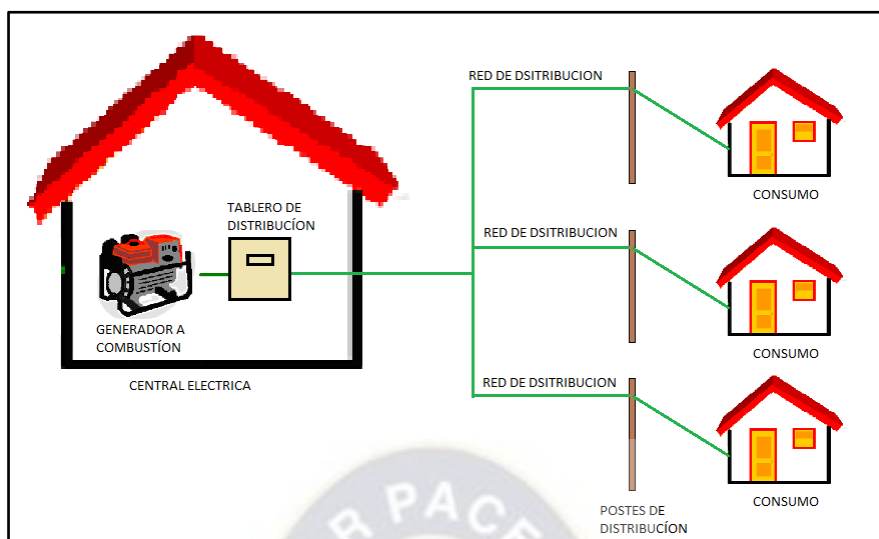 RED DE DSITRIBUCION
CONSUMO
TABLERO DE
DISTRIBUCÍON
RED DE DSITRIBUCION
GENERADOR A
COMBUSTÍON
CONSUMO
CENTRAL ELECTRICA
RED DE DSITRIBUCION
CONSUMO
POSTES DE
DISTRIBUCÍON
R PACE